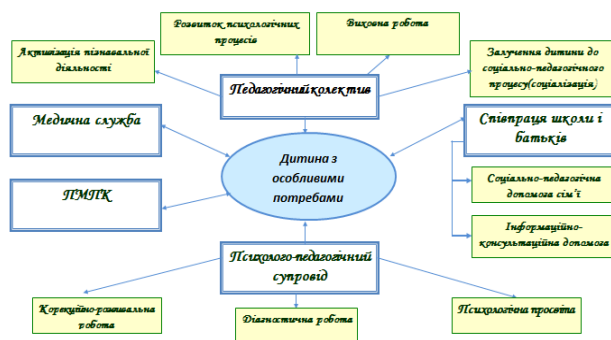 Розвиток психологічних
процесів
Виховна робота
Активізація пізнавальної
діяльності
Залучення дитини до
соціально-педагогічного
процесу(соціалізація)
Педагогічний колектив
Медична служба
Співпраця школи і
батьків
Дитина з
особливими
потребами
ПМПК
Соціально-педагогічна
допомога сім'ї
Інформаційно-
консультаційна допомога
Психолого-педагогічний
супровід
Корекційно-розвивальна
робота
Діагностична робота
Психологічна просвіта